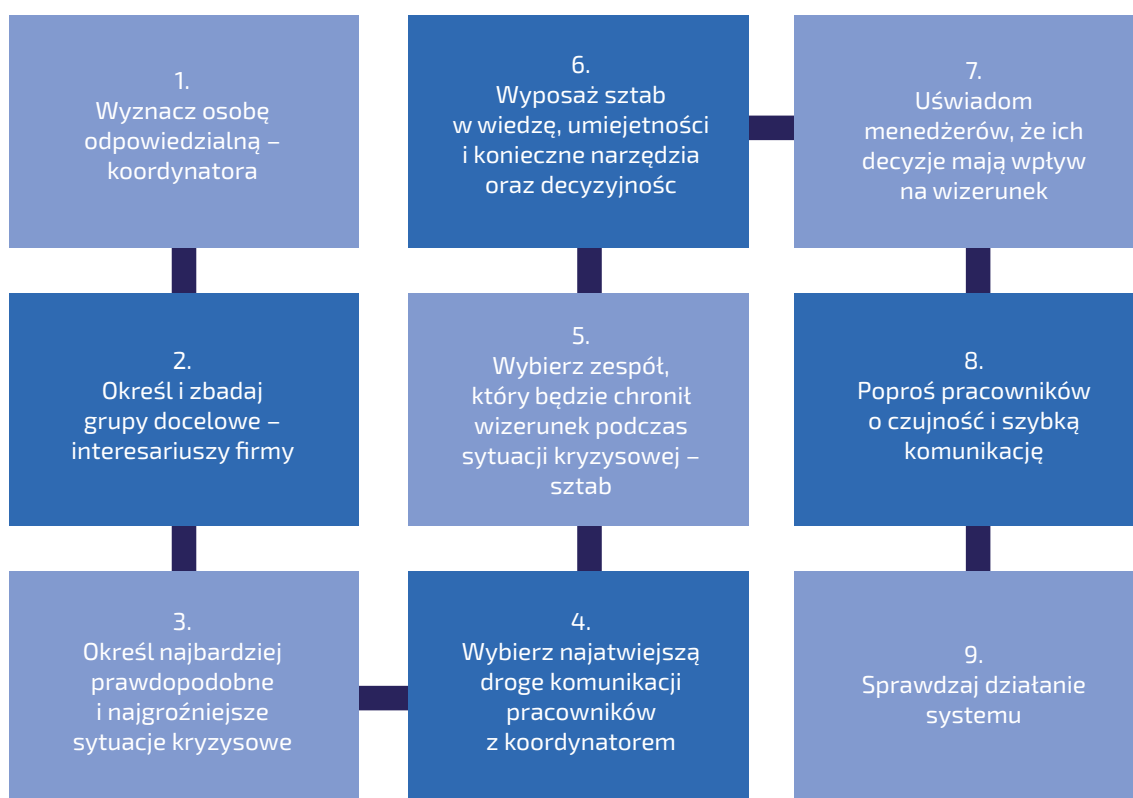 1.
Wyznacz osobę
odpowiedzialną –
koordynatora
2.
Określ i zbadaj
grupy docelowe –
interesariuszy firmy
3.
Określ najbardziej
prawdopodobne
i najgroźniejsze
sytuacje kryzysowe
4.
Wybierz najatwiejszą
droge komunikacji
pracowników
z koordynatorem
5.
Wybierz zespół,
który będzie chronił
wizerunek podczas
sytuacji kryzysowej –
sztab
6.
Wyposaż sztab
w wiedzę, umiejetności
i konieczne narzędzia
oraz decyzyjnośc
7.
Uświadom
menedżerów, że ich
decyzje mają wpływ
na wizerunek
8.
Poproś pracowników
o czujność i szybką
komunikację
9.
Sprawdzaj działanie
systemu